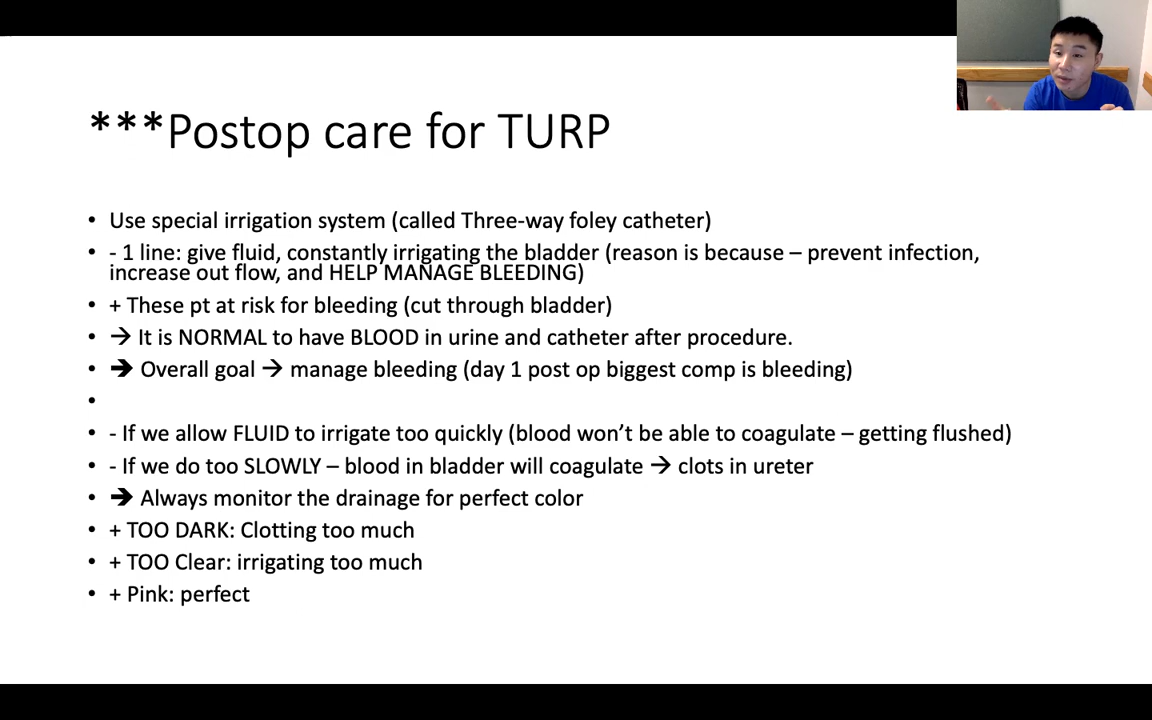 ***Postop care for TURP
• Use special irrigation system (called Three-way foley catheter)
• - 1 line: give fluid, constantly irrigating the bladder (reason is because – prevent infection,
increase out flow, and HELP MANAGE BLEEDING)
• + These pt at risk for bleeding (cut through bladder)
• → It is NORMAL to have BLOOD in urine and catheter after procedure.
• ➔ Overall goal → manage bleeding (day 1 post op biggest comp is bleeding)
•
• - If we allow FLUID to irrigate too quickly (blood won’t be able to coagulate – getting flushed)
• - If we do too SLOWLY – blood in bladder will coagulate → clots in ureter
• ➔ Always monitor the drainage for perfect color
• + TOO DARK: Clotting too much
• + TOO Clear: irrigating too much
• + Pink: perfect